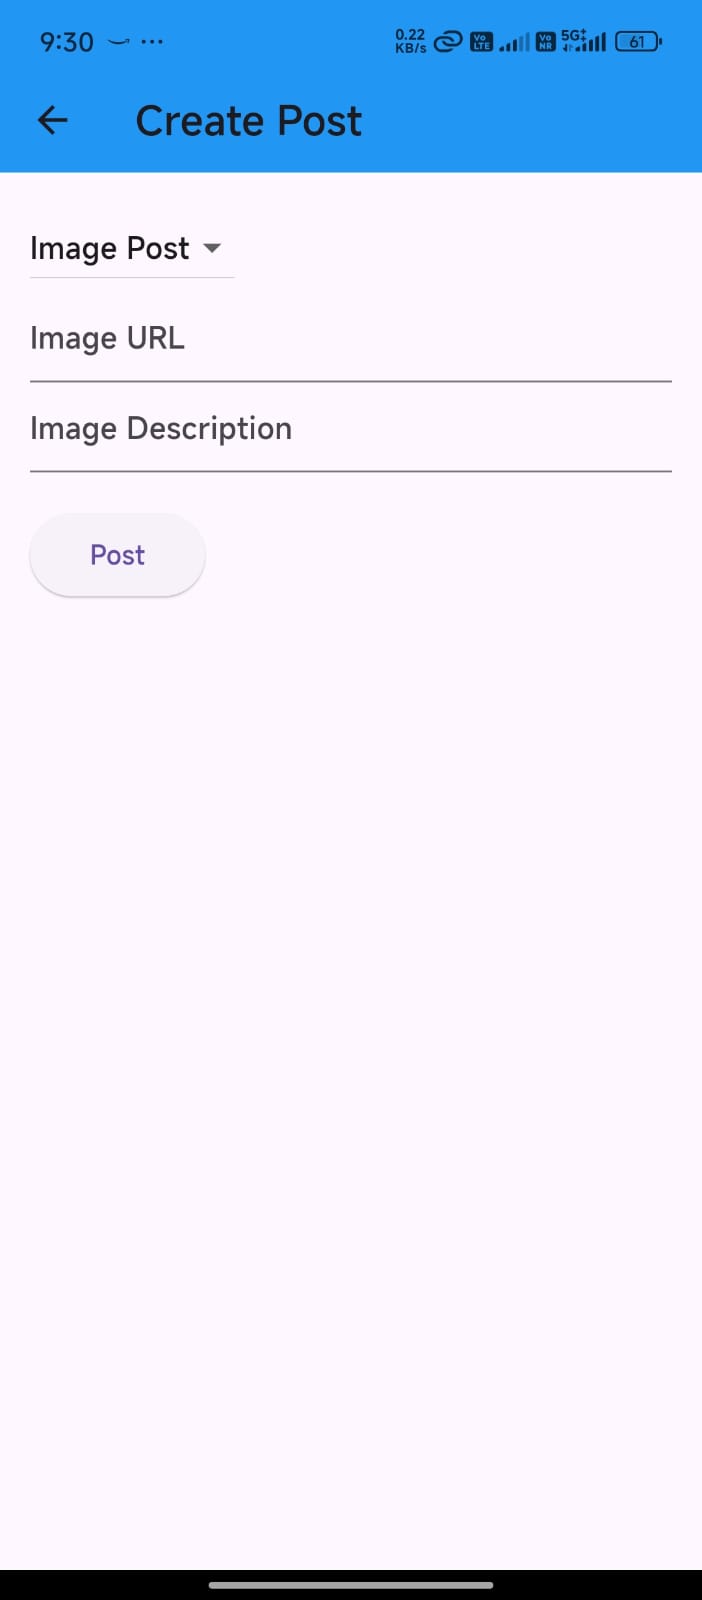 9:30 ... 0.22 KB/s Vo LTE Vo NR 5G‡ 61
Create Post
Image Post
Image URL
Image Description
Post